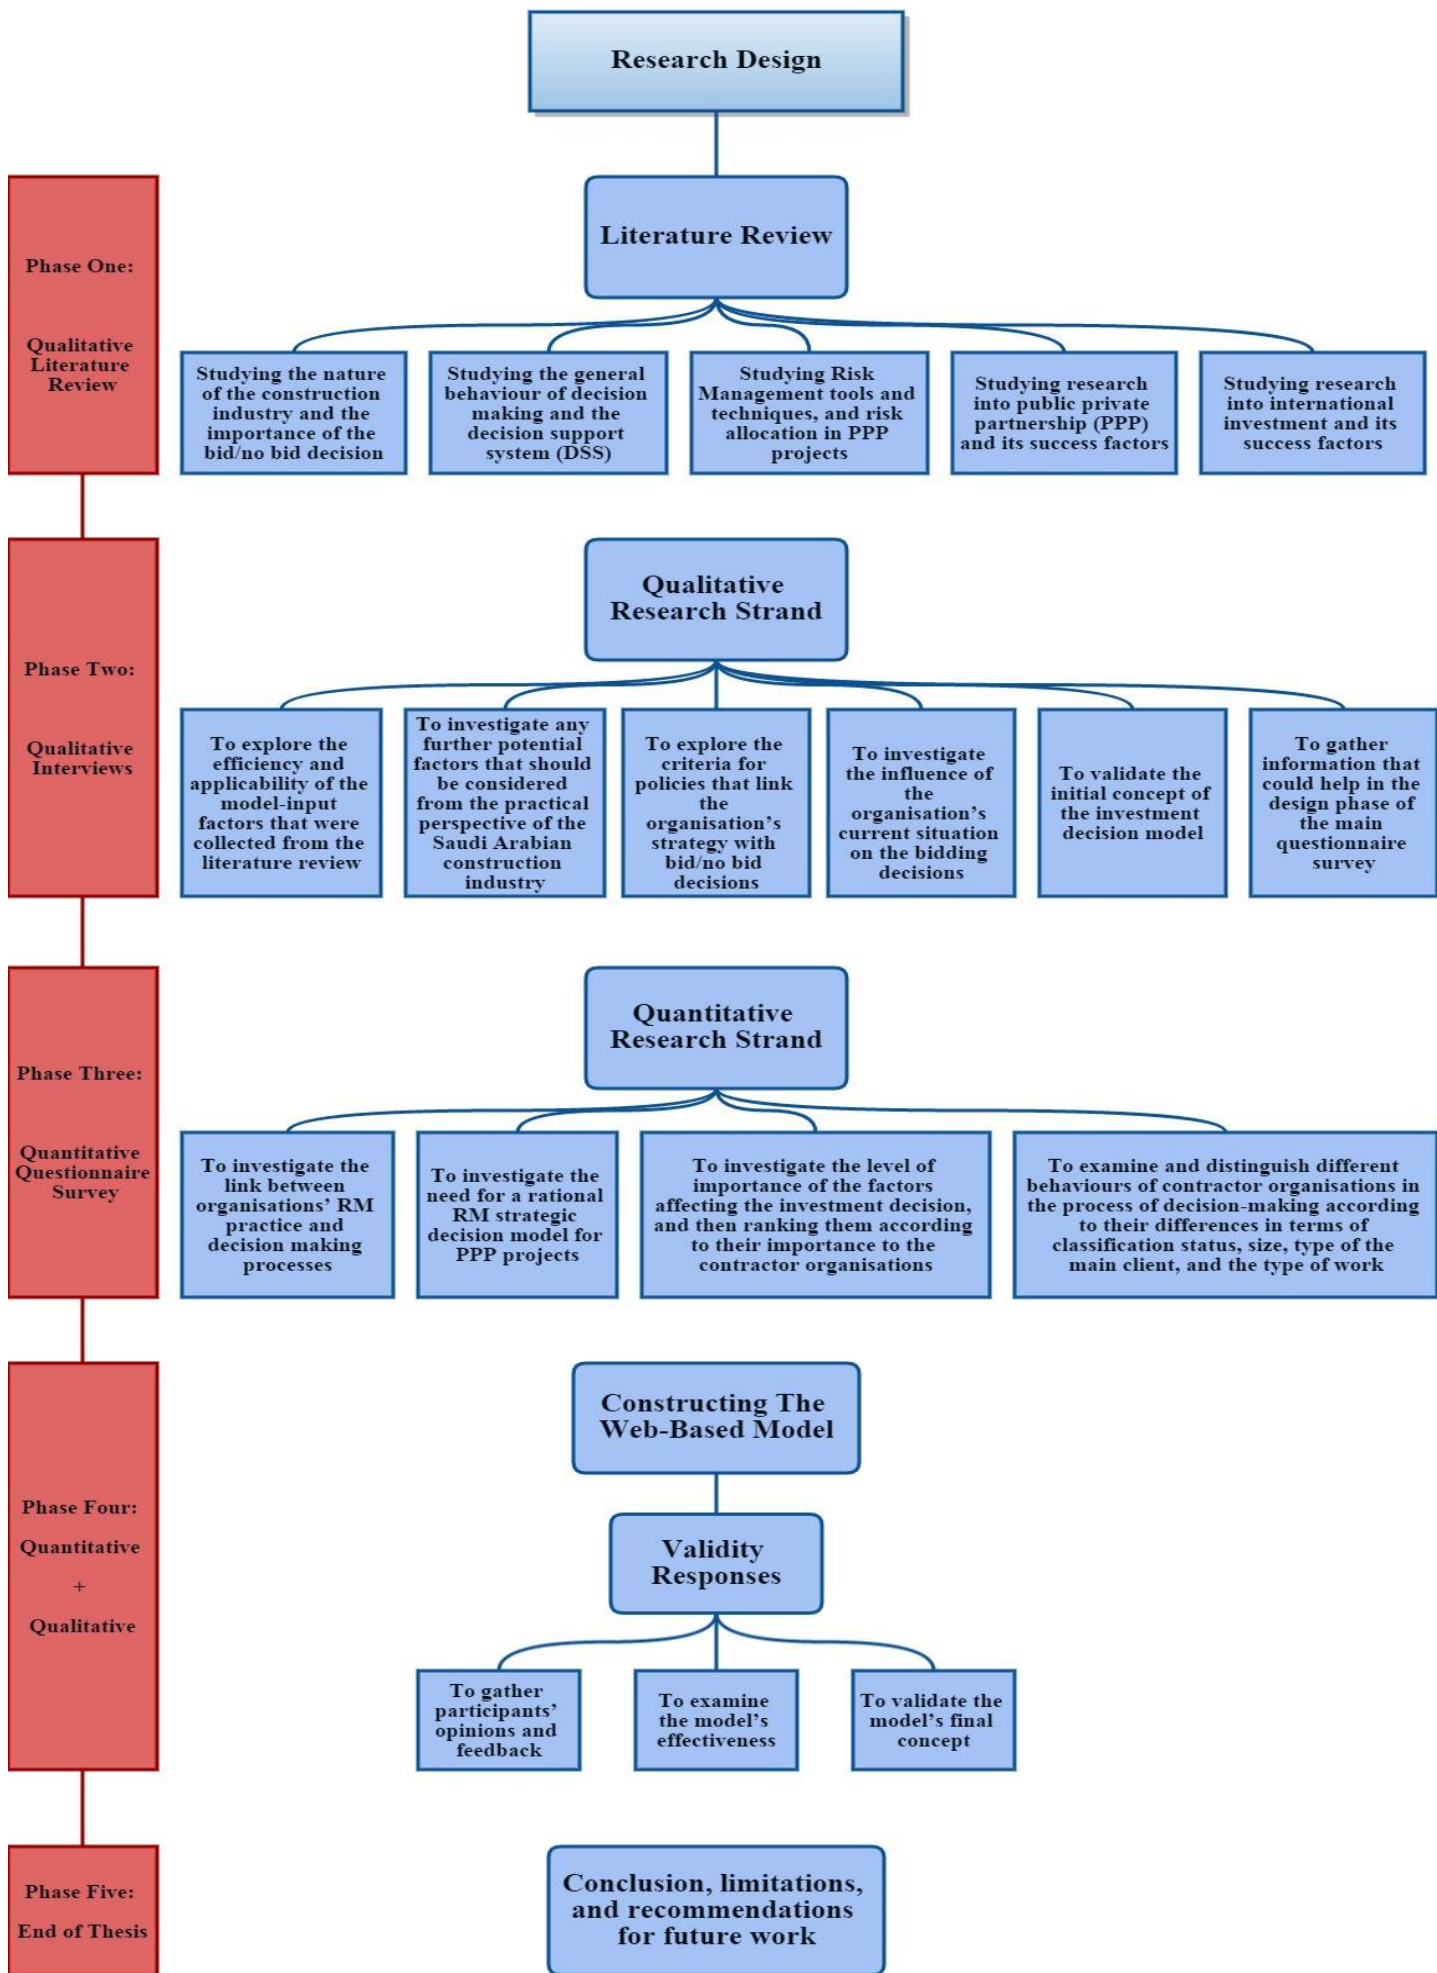 Research Design
Phase One:
Qualitative
Literature
Review
Literature Review
Studying the nature
of the construction
industry and the
importance of the
bid/no bid decision
Studying the general
behaviour of decision
making and the
decision support
system (DSS)
Studying Risk
Management tools and
techniques, and risk
allocation in PPP
projects
Studying research
into public private
partnership (PPP)
and its success factors
Studying research
into international
investment and its
success factors
Phase Two:
Qualitative
Interviews
Qualitative
Research Strand
To explore the
efficiency and
applicability of the
model-input
factors that were
collected from the
literature review
To investigate any
further potential
factors that should
be considered
from the practical
perspective of the
Saudi Arabian
construction
industry
To explore the
criteria for
policies that link
the
organisation's
strategy with
bid/no bid
decisions
To investigate
the influence of
the
organisation's
current situation
on the bidding
decisions
To validate the
initial concept of
the investment
decision model
To gather
information that
could help in the
design phase of
the main
questionnaire
survey
Phase Three:
Quantitative
Questionnaire
Survey
Quantitative
Research Strand
To investigate the
link between
organisations' RM
practice and
decision making
processes
To investigate the
need for a rational
RM strategic
decision model for
PPP projects
To investigate the level of
importance of the factors
affecting the investment decision,
and then ranking them according
to their importance to the
contractor organisations
To examine and distinguish different
behaviours of contractor organisations in
the process of decision-making according
to their differences in terms of
classification status, size, type of the
main client, and the type of work
Phase Four:
Quantitative
+
Qualitative
Constructing The
Web-Based Model
Validity
Responses
To gather
participants'
opinions and
feedback
To examine
the model's
effectiveness
To validate the
model's final
concept
Phase Five:
End of Thesis
Conclusion, limitations,
and recommendations
for future work